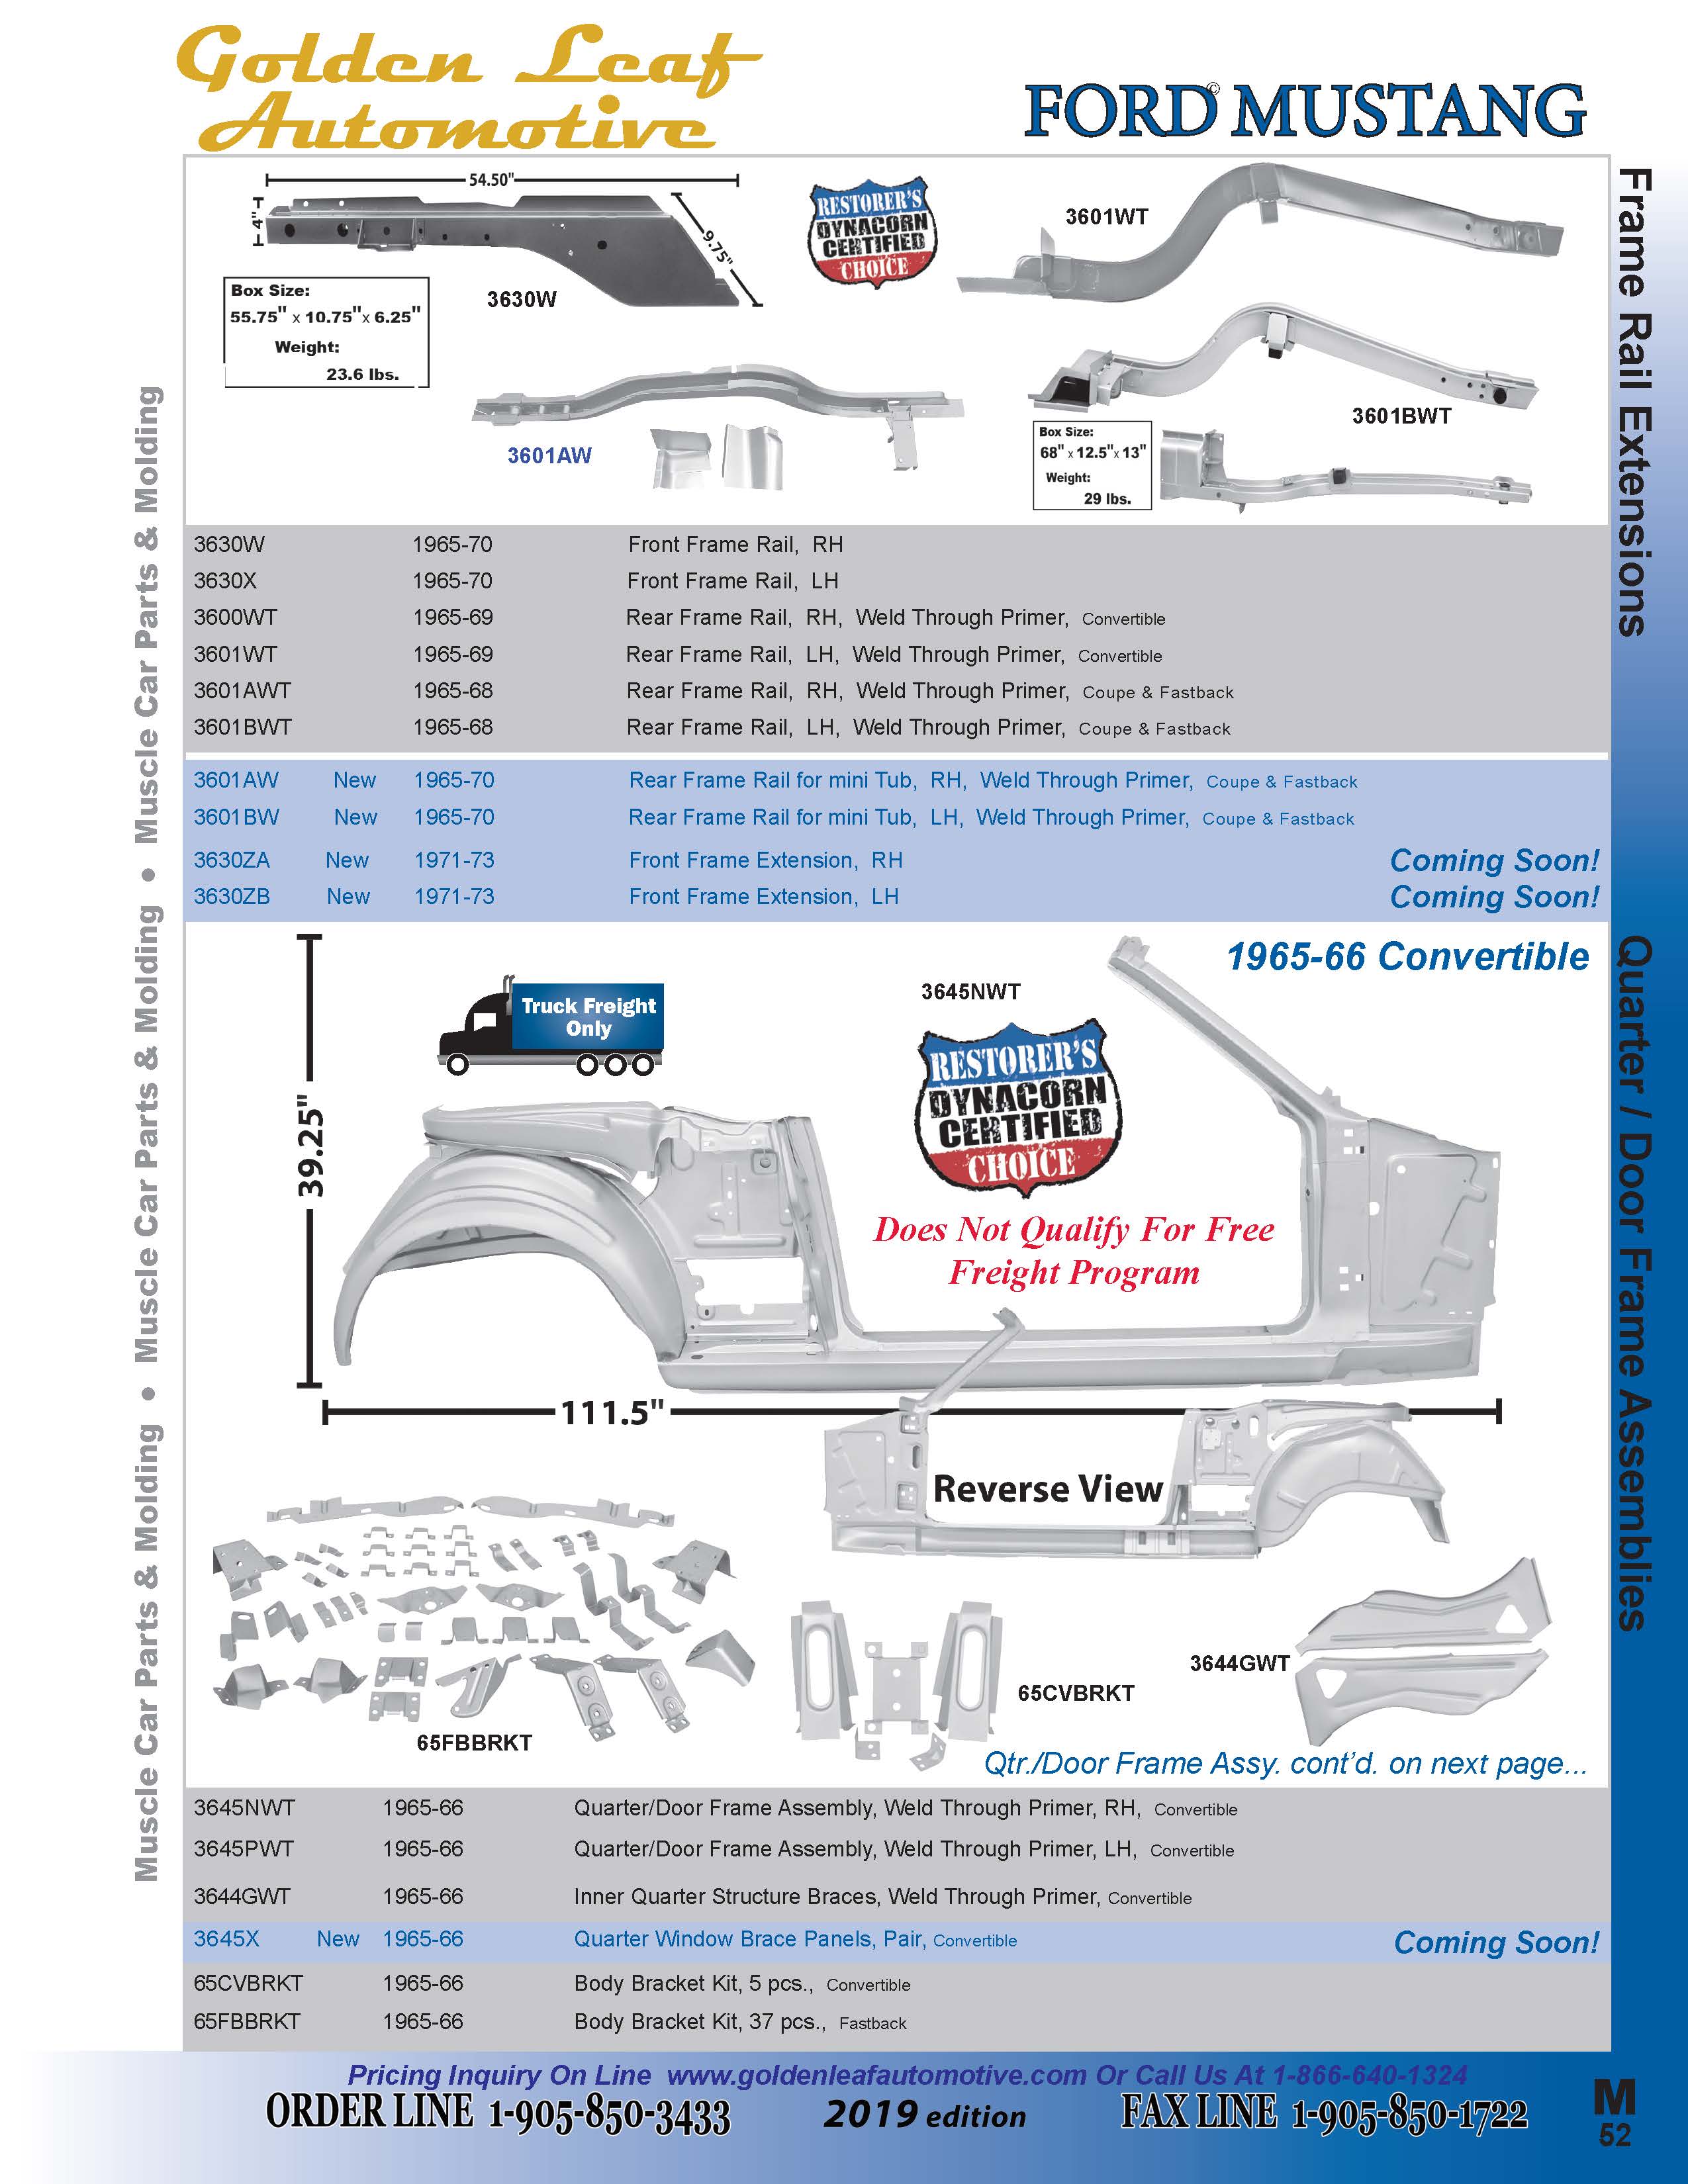 Golden Leaf
Automotive
FORD© MUSTANG
54.50"
4"
9.75"
RESTORER'S
DYNACORN
CERTIFIED
CHOICE
3601WT
Box Size:
55.75" x 10.75" x 6.25"
Weight:
23.6 lbs.
3630W
3601AW
3601BWT
Box Size:
68" x 12.5" x 13"
Weight:
29 lbs.
Frame Rail Extensions
3630W 1965-70 Front Frame Rail, RH
3630X 1965-70 Front Frame Rail, LH
3600WT 1965-69 Rear Frame Rail, RH, Weld Through Primer, Convertible
3601WT 1965-69 Rear Frame Rail, LH, Weld Through Primer, Convertible
3601AWT 1965-68 Rear Frame Rail, RH, Weld Through Primer, Coupe & Fastback
3601BWT 1965-68 Rear Frame Rail, LH, Weld Through Primer, Coupe & Fastback
3601AW New 1965-70 Rear Frame Rail for mini Tub, RH, Weld Through Primer, Coupe & Fastback
3601BW New 1965-70 Rear Frame Rail for mini Tub, LH, Weld Through Primer, Coupe & Fastback
3630ZA New 1971-73 Front Frame Extension, RH Coming Soon!
3630ZB New 1971-73 Front Frame Extension, LH Coming Soon!
1965-66 Convertible
3645NWT
Truck Freight
Only
RESTORER'S
DYNACORN
CERTIFIED
CHOICE
39.25"
Does Not Qualify For Free
Freight Program
111.5"
Reverse View
3644GWT
65CVBRKT
65FBBRKT
Qtr./Door Frame Assy. cont'd. on next page...
Quarter / Door Frame Assemblies
Muscle Car Parts & Molding • Muscle Car Parts & Molding • Muscle Car Parts & Molding
3645NWT 1965-66 Quarter/Door Frame Assembly, Weld Through Primer, RH, Convertible
3645PWT 1965-66 Quarter/Door Frame Assembly, Weld Through Primer, LH, Convertible
3644GWT 1965-66 Inner Quarter Structure Braces, Weld Through Primer, Convertible
3645X New 1965-66 Quarter Window Brace Panels, Pair, Convertible Coming Soon!
65CVBRKT 1965-66 Body Bracket Kit, 5 pcs., Convertible
65FBBRKT 1965-66 Body Bracket Kit, 37 pcs., Fastback
Pricing Inquiry On Line www.goldenleafautomotive.com Or Call Us At 1-866-640-1324
ORDER LINE 1-905-850-3433
2019 edition
FAX LINE 1-905-850-1722
M
52